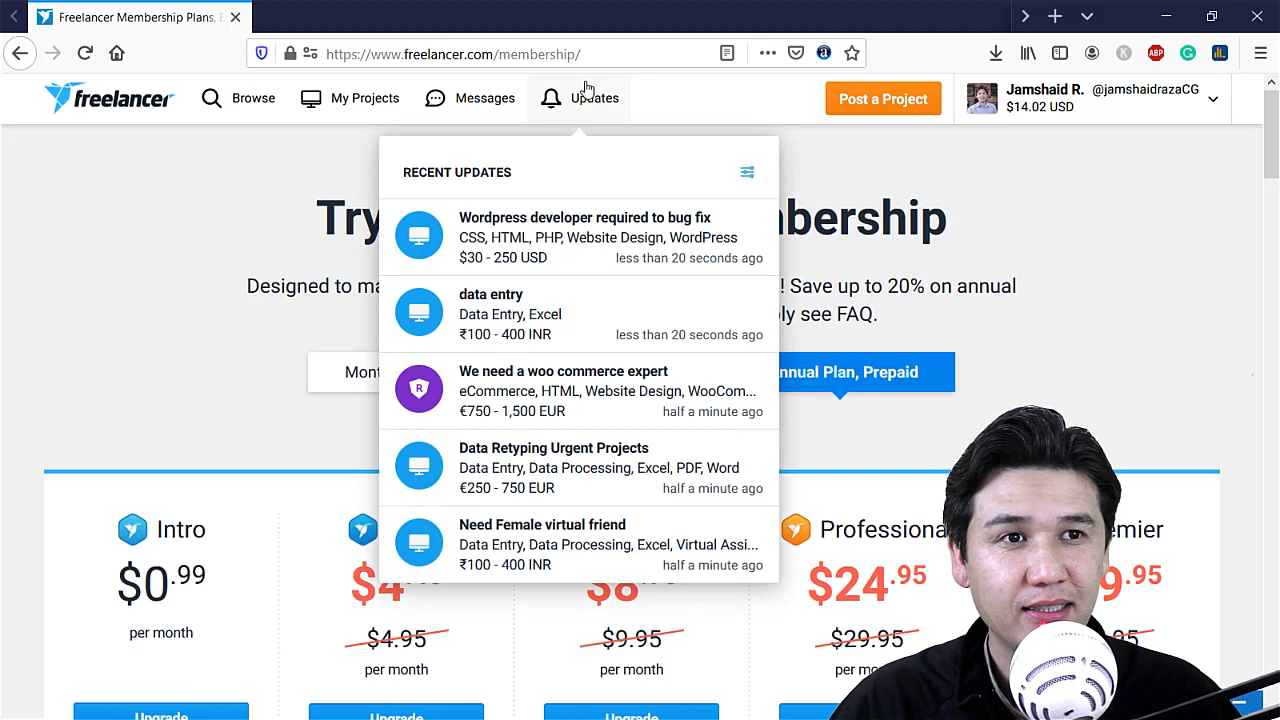 Freelancer Membership Plans, E
https://www.freelancer.com/membership/
freelancer
Browse
My Projects
Messages
Updates
Post a Project
Jamshaid R. @jamshaidrazaCG
$14.02 USD
RECENT UPDATES
Wordpress developer required to bug fix
CSS, HTML, PHP, Website Design, WordPress
$30 - 250 USD less than 20 seconds ago
data entry
Data Entry, Excel
₹100 - 400 INR less than 20 seconds ago
We need a woo commerce expert
eCommerce, HTML, Website Design, WooCom...
€750 - 1,500 EUR half a minute ago
Data Retyping Urgent Projects
Data Entry, Data Processing, Excel, PDF, Word
€250 - 750 EUR half a minute ago
Need Female virtual friend
Data Entry, Data Processing, Excel, Virtual Assi...
₹100 - 400 INR half a minute ago
Try mbership
Designed to ma ! Save up to 20% on annual
ply see FAQ.
Mont nnual Plan, Prepaid
Intro
$0.99
per month
$4
$4.95
per month
$8
$9.95
per month
Professiona
$24.95
$29.95
per mo
emier
9.95
95
Upgrade
Upgrade
Upgrade
ABP